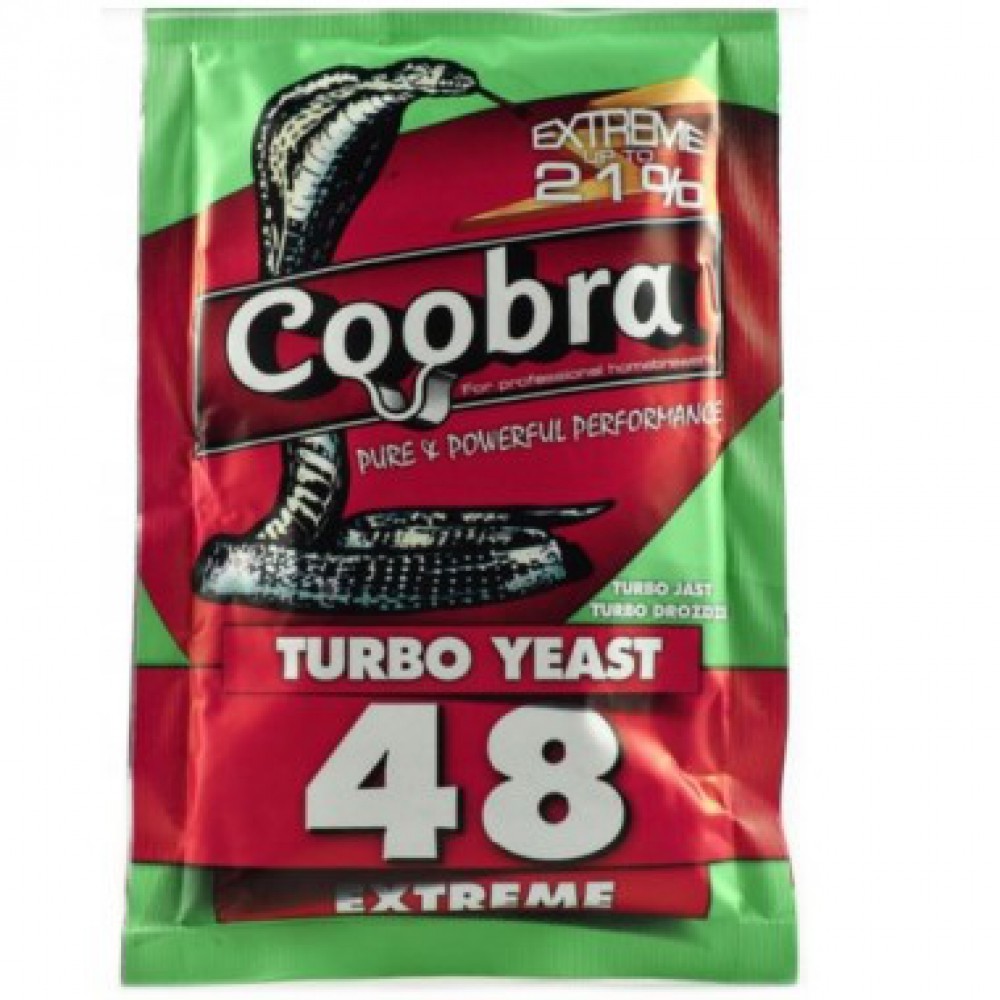 EXTREME
UP TO
21%
Coobra
For professional homebrewers
PURE & POWERFUL PERFORMANCE
TURBO JÄST
TURBO DROZDZE
TURBO YEAST
48
EXTREME